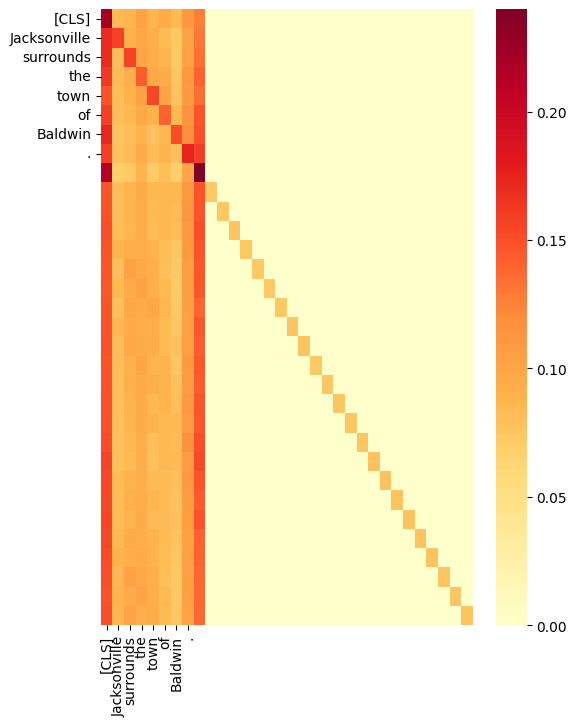 [CLS]
Jacksonville
surrounds
the
town
of
Baldwin
.
0.20
0.15
0.10
0.05
0.00
[CLS]
Jacksonville
surrounds
the
town
of
Baldwin
.